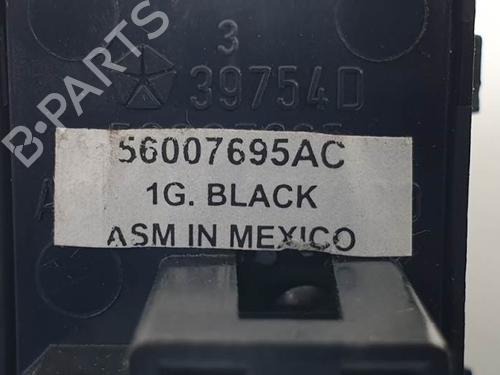 3
39754D
56007695AC
1G. BLACK
ASM IN MEXICO
B-PARTS